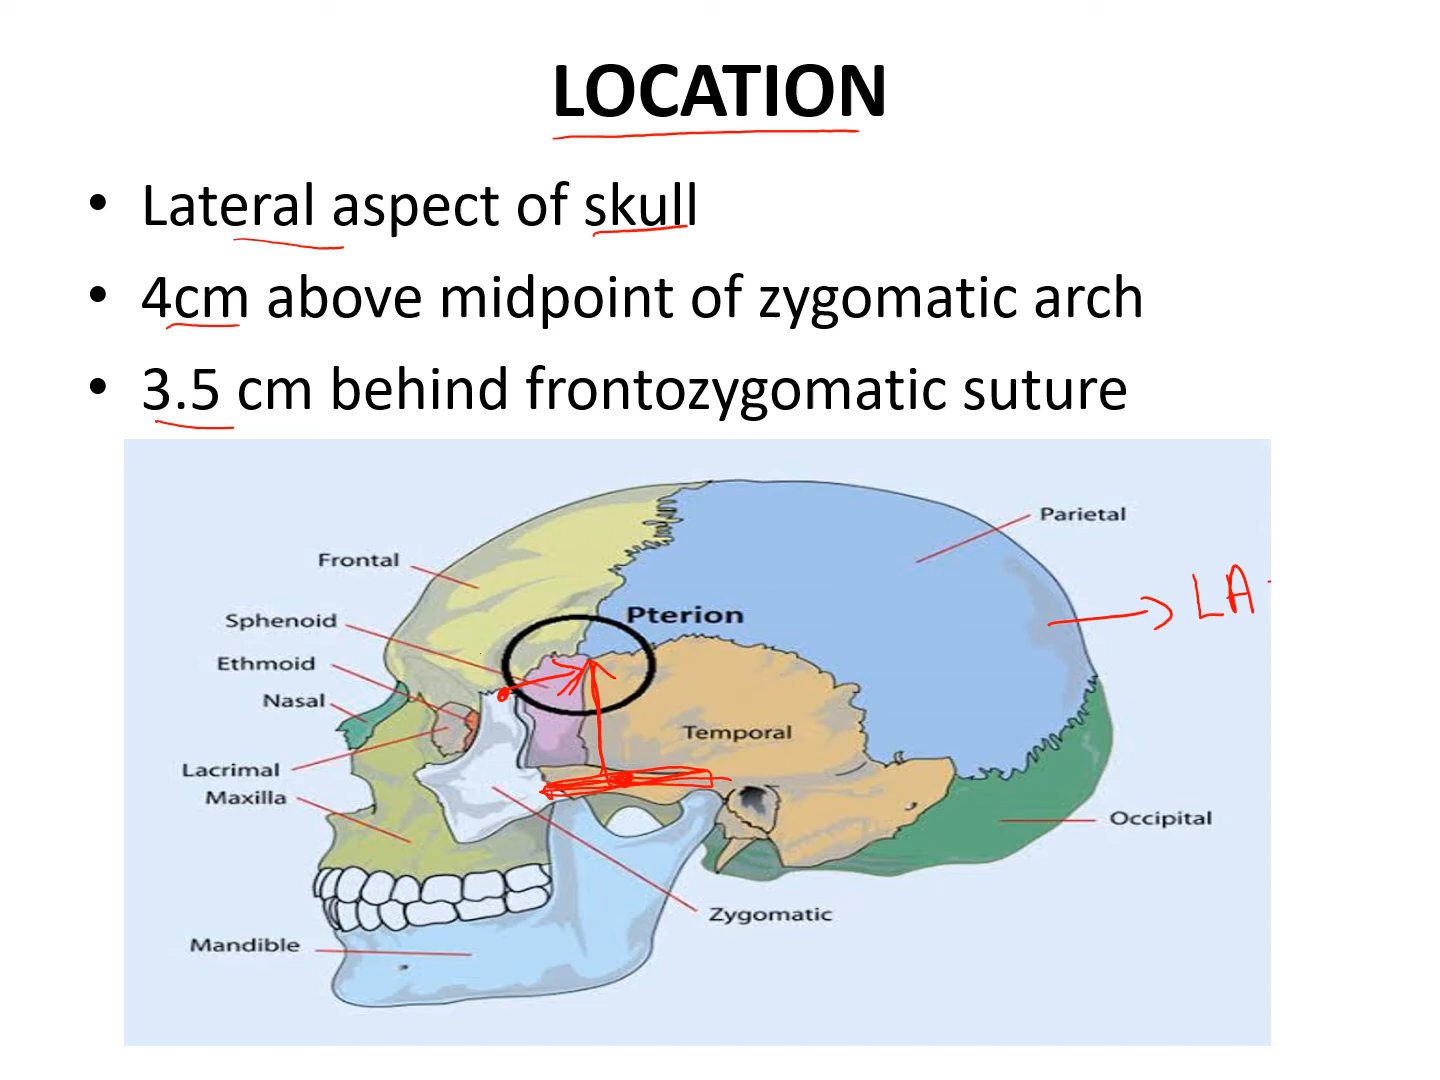 LOCATION
• Lateral aspect of skull
• 4cm above midpoint of zygomatic arch
• 3.5 cm behind frontozygomatic suture
Parietal
Frontal
LA
Pterion
Sphenoid
Ethmoid
Nasal
Temporal
Lacrimal
Maxilla
Occipital
Zygomatic
Mandible